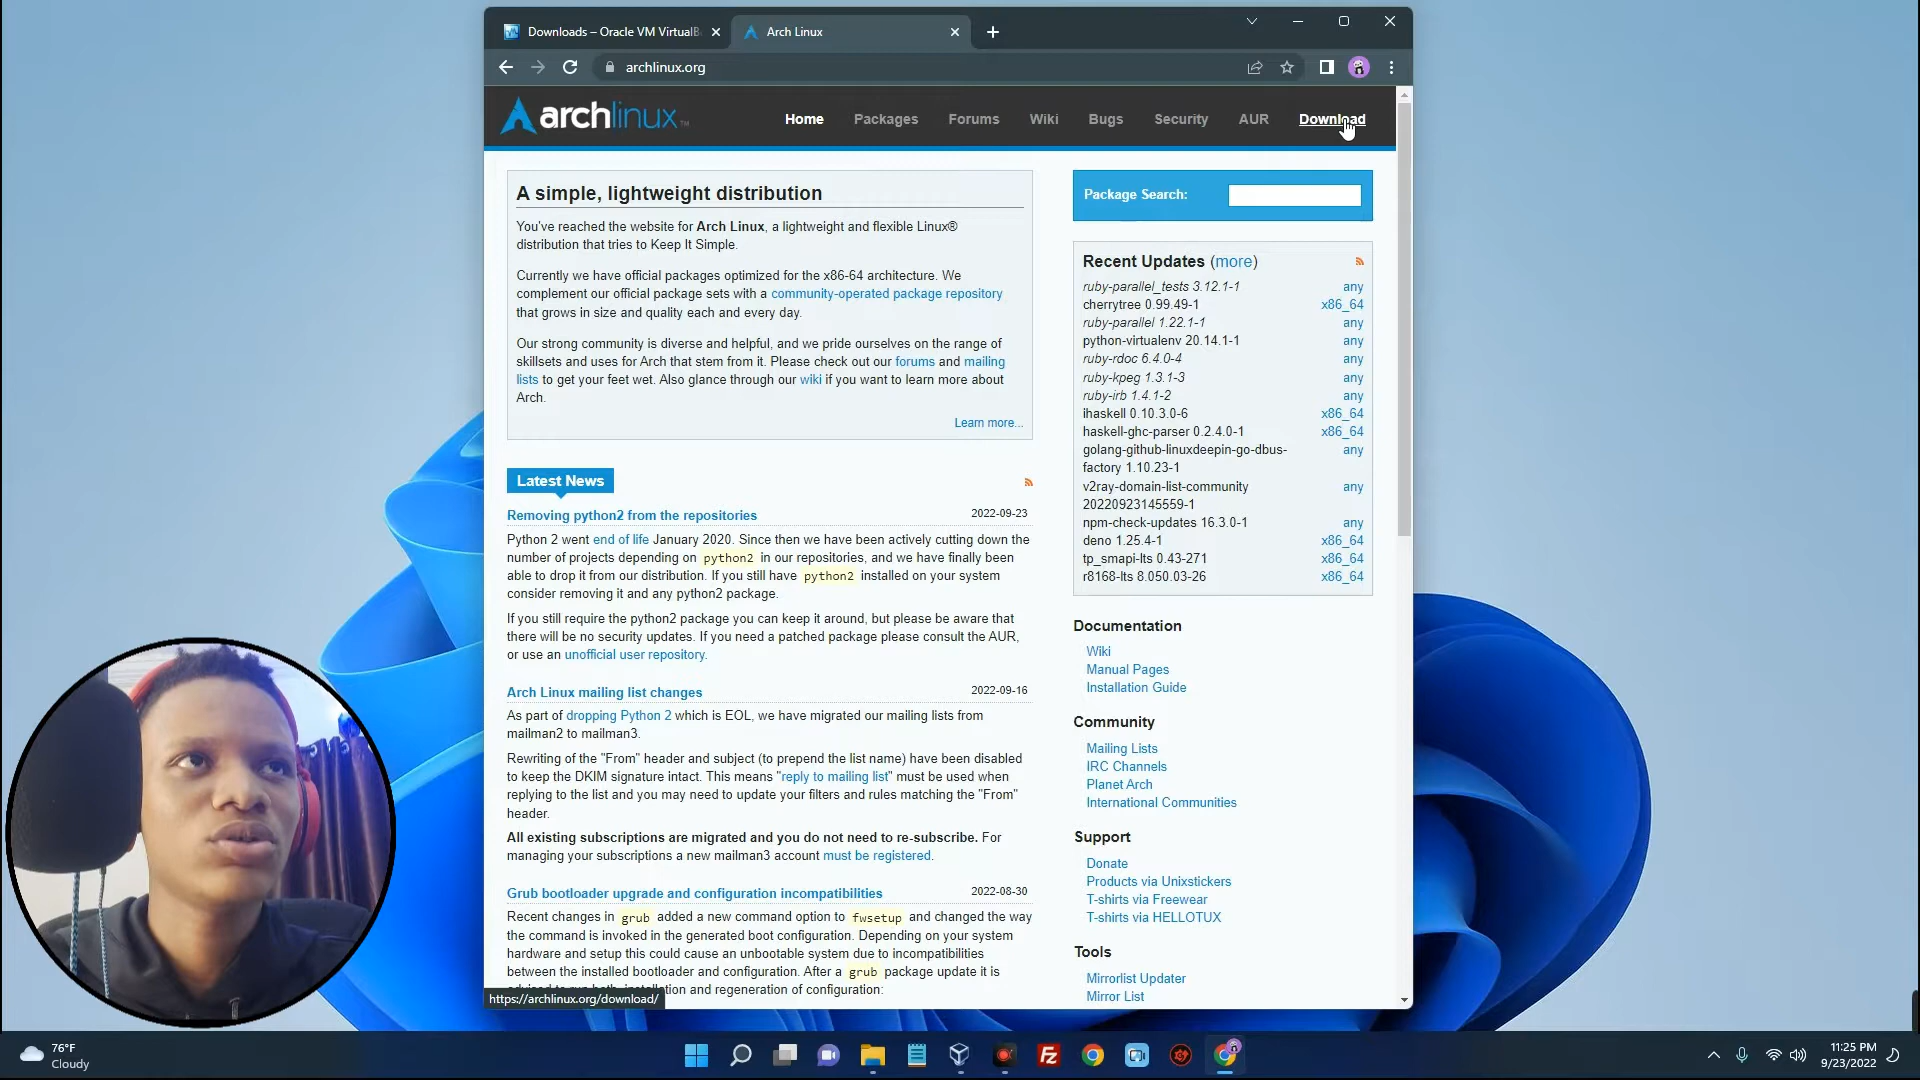 Downloads – Oracle VM VirtualB
Arch Linux
archlinux.org
archlinux™
Home Packages Forums Wiki Bugs Security AUR Download
A simple, lightweight distribution
You've reached the website for Arch Linux, a lightweight and flexible Linux®
distribution that tries to Keep It Simple.
Currently we have official packages optimized for the x86-64 architecture. We
complement our official package sets with a community-operated package repository
that grows in size and quality each and every day.
Our strong community is diverse and helpful, and we pride ourselves on the range of
skillsets and uses for Arch that stem from it. Please check out our forums and mailing
lists to get your feet wet. Also glance through our wiki if you want to learn more about
Arch.
Learn more...
Latest News
Removing python2 from the repositories 2022-09-23
Python 2 went end of life January 2020. Since then we have been actively cutting down the
number of projects depending on python2 in our repositories, and we have finally been
able to drop it from our distribution. If you still have python2 installed on your system
consider removing it and any python2 package.
If you still require the python2 package you can keep it around, but please be aware that
there will be no security updates. If you need a patched package please consult the AUR,
or use an unofficial user repository.
Arch Linux mailing list changes 2022-09-16
As part of dropping Python 2 which is EOL, we have migrated our mailing lists from
mailman2 to mailman3.
Rewriting of the "From" header and subject (to prepend the list name) have been disabled
to keep the DKIM signature intact. This means "reply to mailing list" must be used when
replying to the list and you may need to update your filters and rules matching the "From"
header.
All existing subscriptions are migrated and you do not need to re-subscribe. For
managing your subscriptions a new mailman3 account must be registered.
Grub bootloader upgrade and configuration incompatibilities 2022-08-30
Recent changes in grub added a new command option to fwsetup and changed the way
the command is invoked in the generated boot configuration. Depending on your system
hardware and setup this could cause an unbootable system due to incompatibilities
between the installed bootloader and configuration. After a grub package update it is
and regeneration of configuration:
https://archlinux.org/download/
Package Search:
Recent Updates (more)
ruby-parallel_tests 3.12.1-1 any
cherrytree 0.99.49-1 x86_64
ruby-parallel 1.22.1-1 any
python-virtualenv 20.14.1-1 any
ruby-rdoc 6.4.0-4 any
ruby-kpeg 1.3.1-3 any
ruby-irb 1.4.1-2 any
ihaskell 0.10.3.0-6 x86_64
haskell-ghc-parser 0.2.4.0-1 x86_64
golang-github-linuxdeepin-go-dbus- any
factory 1.10.23-1
v2ray-domain-list-community any
20220923145559-1
npm-check-updates 16.3.0-1 any
deno 1.25.4-1 x86_64
tp_smapi-lts 0.43-271 x86_64
r8168-lts 8.050.03-26 x86_64
Documentation
Wiki
Manual Pages
Installation Guide
Community
Mailing Lists
IRC Channels
Planet Arch
International Communities
Support
Donate
Products via Unixstickers
T-shirts via Freewear
T-shirts via HELLOTUX
Tools
Mirrorlist Updater
Mirror List
76°F
Cloudy
11:25 PM
9/23/2022